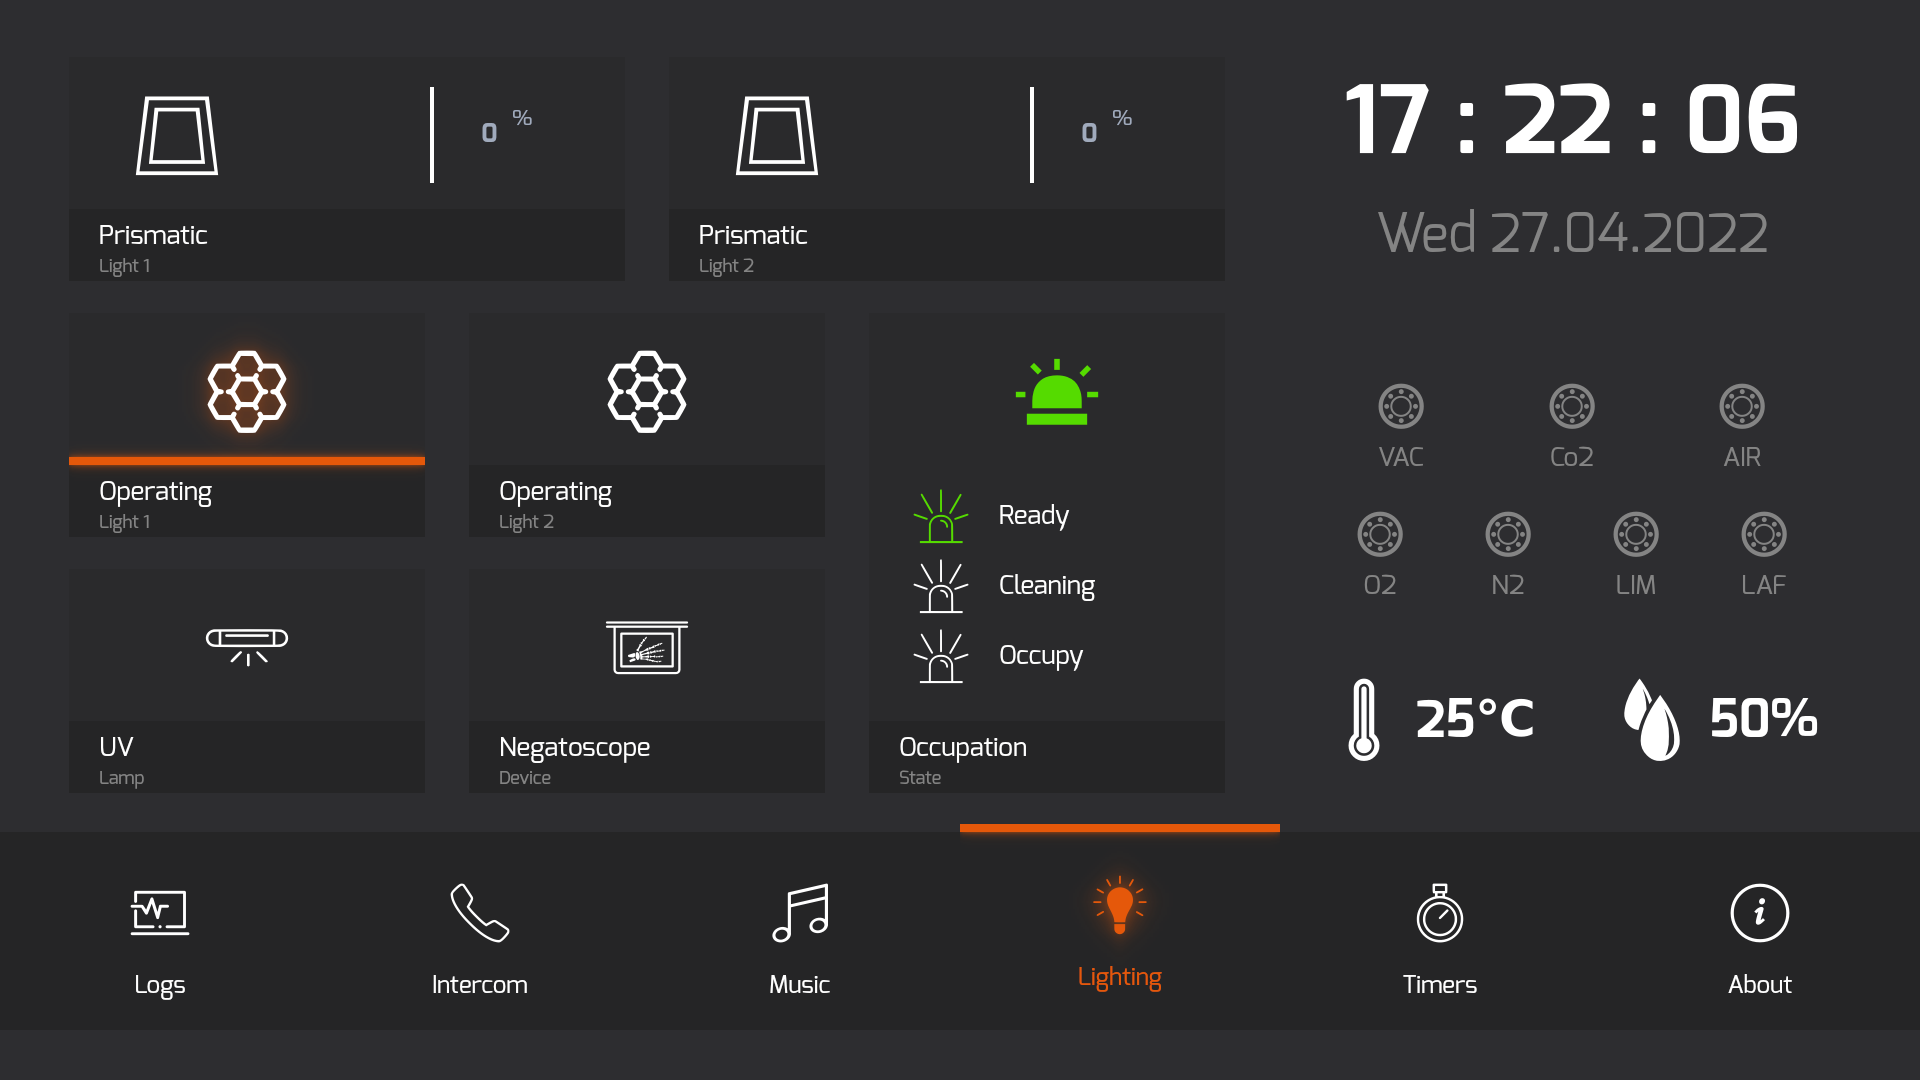 0 %
Prismatic
Light 1
0 %
Prismatic
Light 2
17 : 22 : 06
Wed 27.04.2022
Operating
Light 1
Operating
Light 2
Ready
Cleaning
Occupy
Occupation
State
UV
Lamp
Negatoscope
Device
VAC
Co2
AIR
O2
N2
LIM
LAF
25°C
50%
Logs
Intercom
Music
Lighting
Timers
i
About